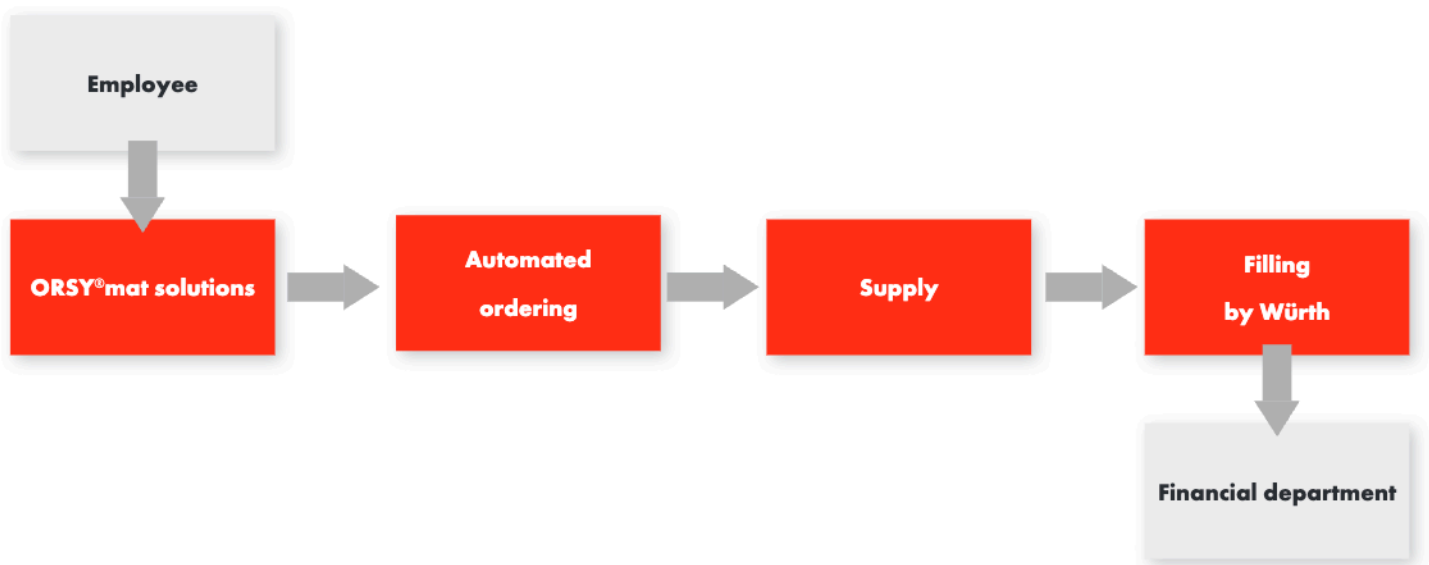 Employee
ORSY®mat solutions
Automated
ordering
Supply
Filling
by Würth
Financial department